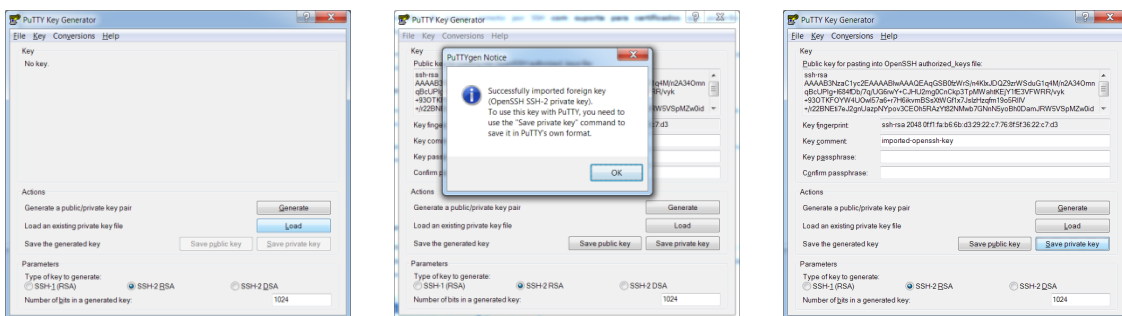 PuTTY Key Generator
File Key Conversions Help
Key
No key.
Actions
Generate a public/private key pair
Generate
Load an existing private key file
Load
Save the generated key
Save public key
Save private key
Parameters
Type of key to generate:
SSH-1 (RSA)
SSH-2 RSA
SSH-2 DSA
Number of bits in a generated key:
1024
PuTTY Key Generator
File Key Conversions Help
Key
PuTTYgen Notice
Successfully imported foreign key
(OpenSSH SSH-2 private key).
To use this key with PuTTY, you need to
use the "Save private key" command to
save it in PuTTY's own format.
OK
Actions
Generate a public/private key pair
Generate
Load an existing private key file
Load
Save the generated key
Save public key
Save private key
Parameters
Type of key to generate:
SSH-1 (RSA)
SSH-2 RSA
SSH-2 DSA
Number of bits in a generated key:
1024
PuTTY Key Generator
File Key Conversions Help
Key
Public key for pasting into OpenSSH authorized_keys file:
ssh-rsa
Key fingerprint:
ssh-rsa 2048 0f:f1:fa:b6:6b:d3:29:22:c7:76:8f:5f:36:22:c7:d3
Key comment:
imported-openssh-key
Key passphrase:
Confirm passphrase:
Actions
Generate a public/private key pair
Generate
Load an existing private key file
Load
Save the generated key
Save public key
Save private key
Parameters
Type of key to generate:
SSH-1 (RSA)
SSH-2 RSA
SSH-2 DSA
Number of bits in a generated key:
1024